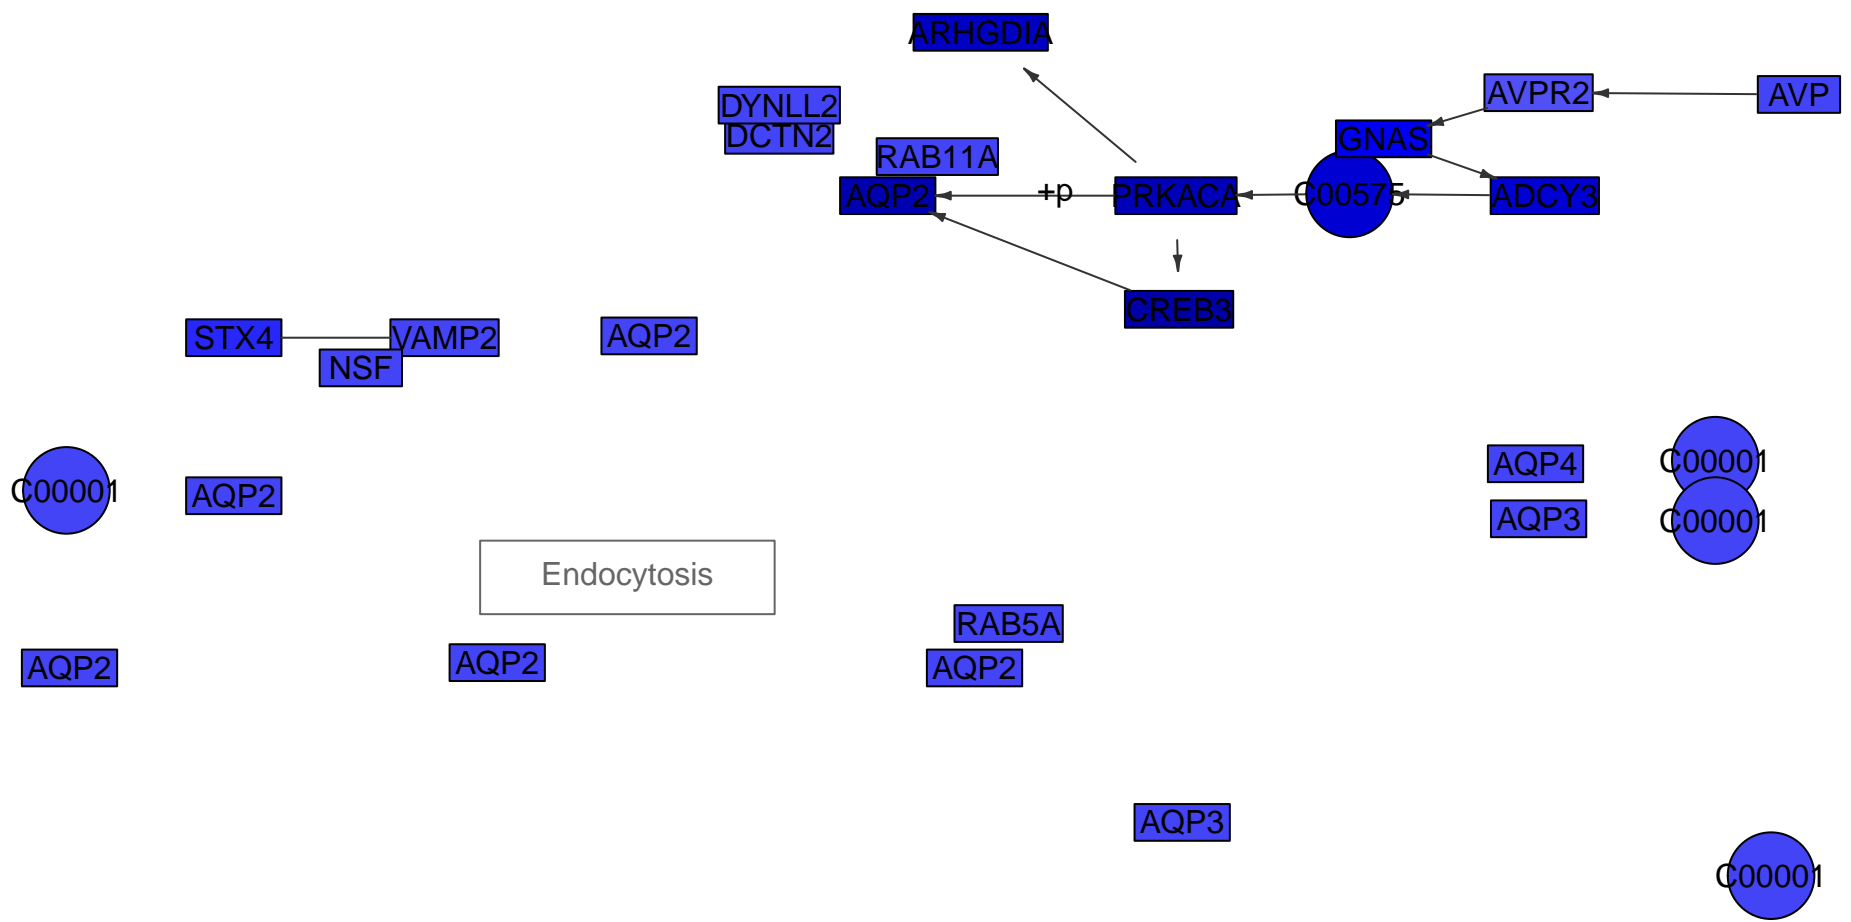 ARHGDIA
AVPR2
AVP
DYNLL2
DCTN2
GNAS
RAB11A
AQP2
+p
PRKACA
C00575
ADCY3
CREB3
STX4
VAMP2
AQP2
NSF
C00001
AQP4
C00001
AQP2
AQP3
C00001
Endocytosis
RAB5A
AQP2
AQP2
AQP2
AQP3
C00001